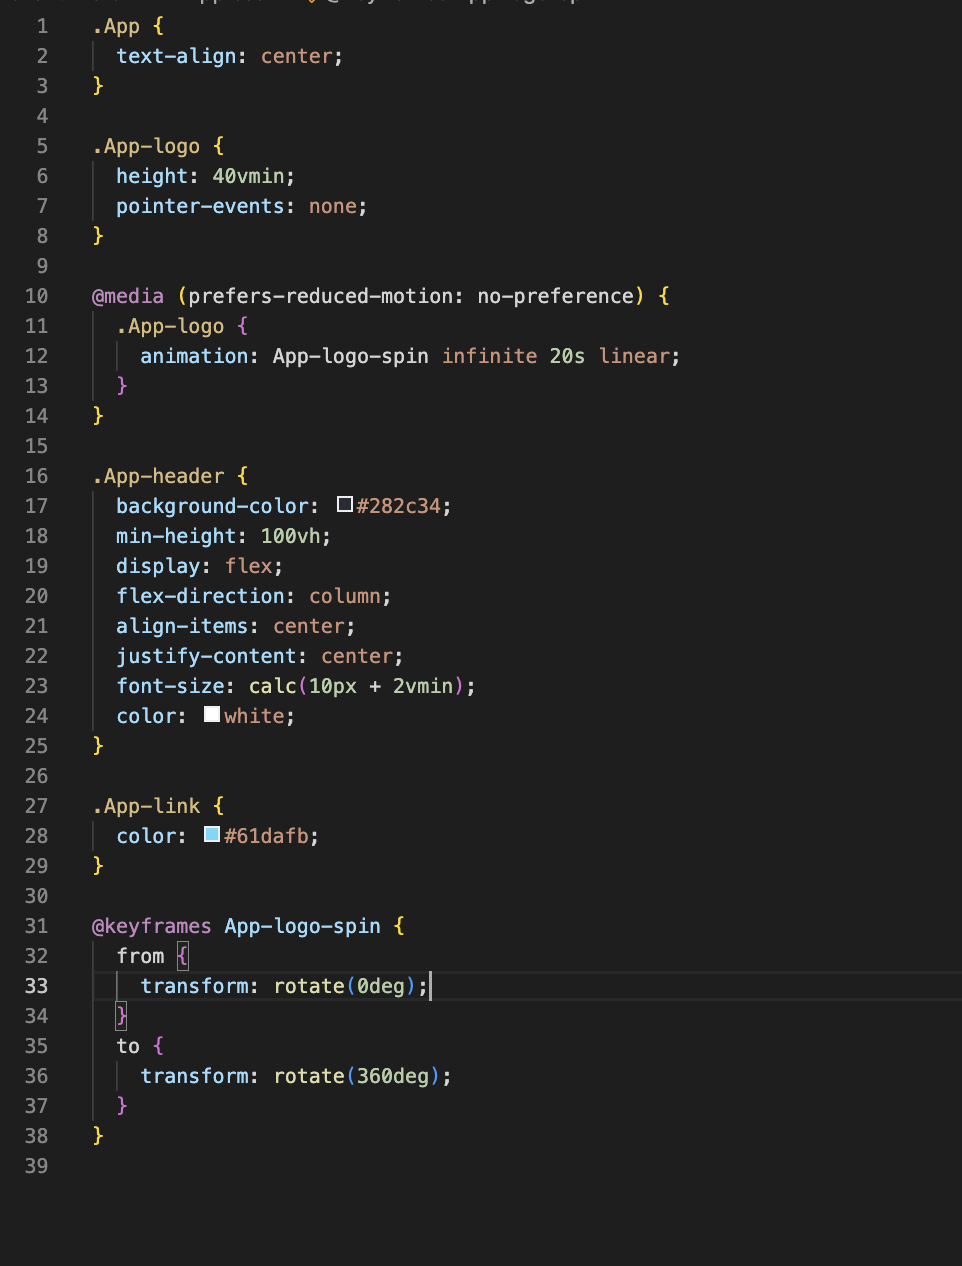 1 .App {
2 text-align: center;
3 }
4
5 .App-logo {
6 height: 40vmin;
7 pointer-events: none;
8 }
9
10 @media (prefers-reduced-motion: no-preference) {
11 .App-logo {
12 animation: App-logo-spin infinite 20s linear;
13 }
14 }
15
16 .App-header {
17 background-color: #282c34;
18 min-height: 100vh;
19 display: flex;
20 flex-direction: column;
21 align-items: center;
22 justify-content: center;
23 font-size: calc(10px + 2vmin);
24 color: white;
25 }
26
27 .App-link {
28 color: #61dafb;
29 }
30
31 @keyframes App-logo-spin {
32 from {
33 transform: rotate(0deg);
34 }
35 to {
36 transform: rotate(360deg);
37 }
38 }
39